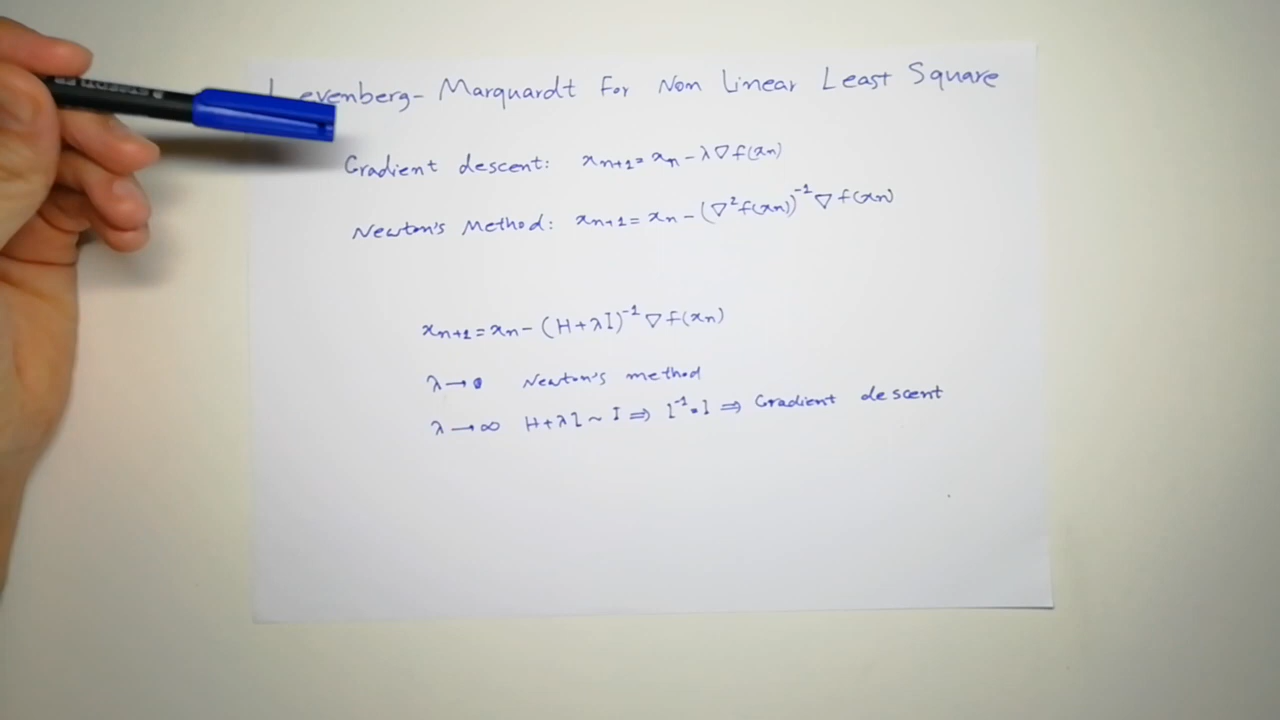 Levenberg- Marquardt For Non Linear Least Square
Gradient descent: xn+1 = xn - λ∇f(xn)
Newton's Method: xn+1 = xn - (∇²f(xn))⁻¹∇f(xn)
xn+1 = xn - (H+λI)⁻¹∇f(xn)
λ→0 Newton's method
λ→∞ H+λI ~ I ⇒ I⁻¹=I ⇒ Gradient descent